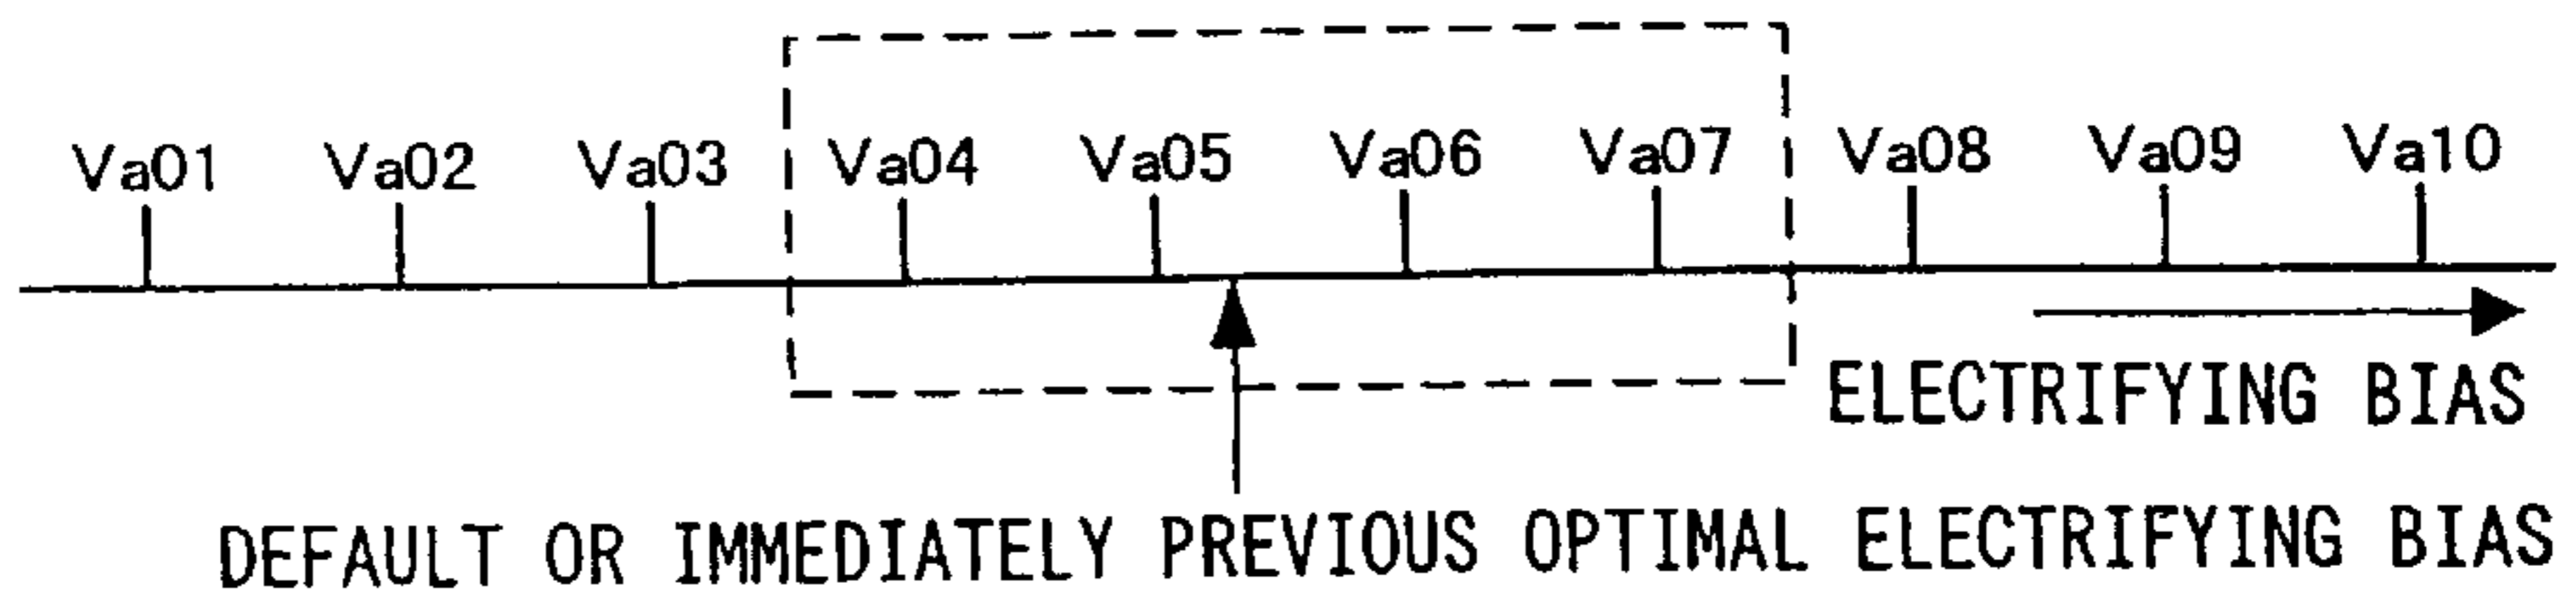 Va01 Va02 Va03 Va04 Va05 Va06 Va07 Va08 Va09 Va10
ELECTRIFYING BIAS
DEFAULT OR IMMEDIATELY PREVIOUS OPTIMAL ELECTRIFYING BIAS